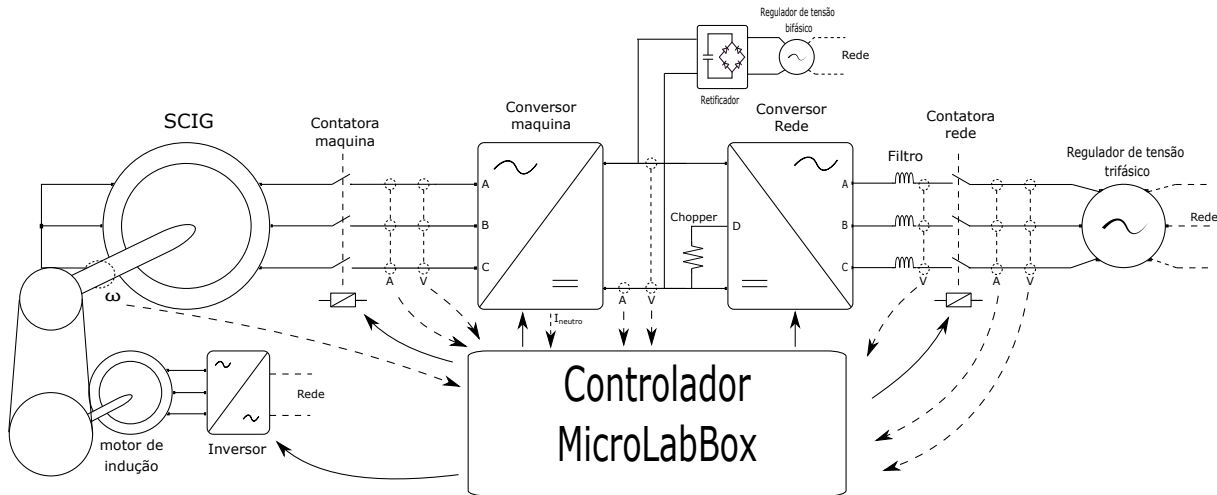 Regulador de tensão
bifásico
Rede
Retificador
SCIG
Contatora
maquina
Conversor
maquina
Conversor
Rede
Contatora
rede
Filtro
Regulador de tensão
trifásico
Rede
A
B
C
A
V
Chopper
D
A
B
C
V
A
V
A
V
I neutro
ω
Rede
Inversor
motor de
indução
Controlador
MicroLabBox